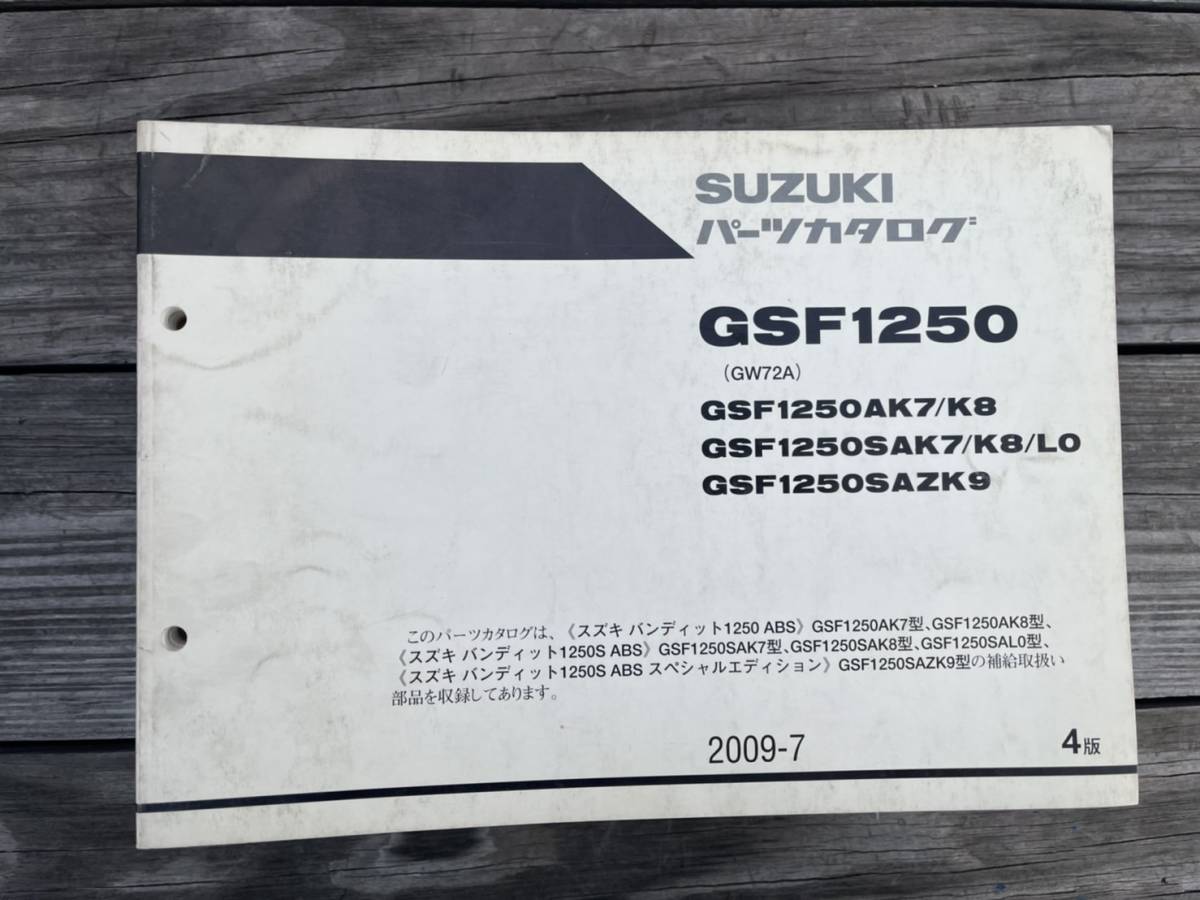 SUZUKI
パーツカタログ
GSF1250
(GW72A)
GSF1250AK7/K8
GSF1250SAK7/K8/L0
GSF1250SAZK9
このパーツカタログは、《スズキ バンディット1250 ABS》GSF1250AK7型、GSF1250AK8型、
《スズキ バンディット1250S ABS》GSF1250SAK7型、GSF1250SAK8型、GSF1250SAL0型、
《スズキ バンディット1250S ABS スペシャルエディション》GSF1250SAZK9型の補給取扱い
部品を収録してあります。
2009-7
4版